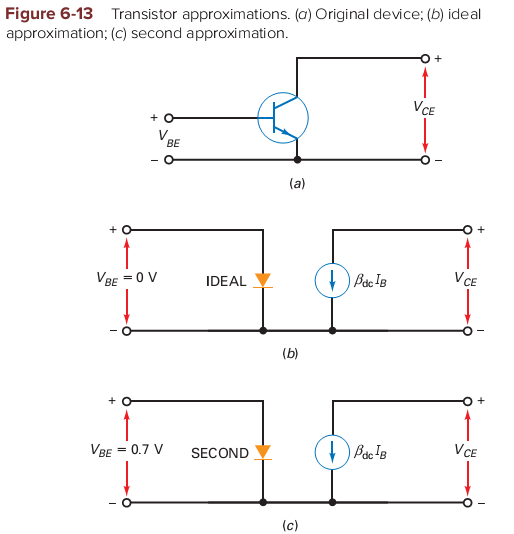 Figure 6-13 Transistor approximations. (a) Original device; (b) ideal
approximation; (c) second approximation.
+
+
V_CE
V_BE
–
–
(a)
+
+
V_BE = 0 V
IDEAL
β_dc I_B
V_CE
–
–
(b)
+
+
V_BE = 0.7 V
SECOND
β_dc I_B
V_CE
–
–
(c)